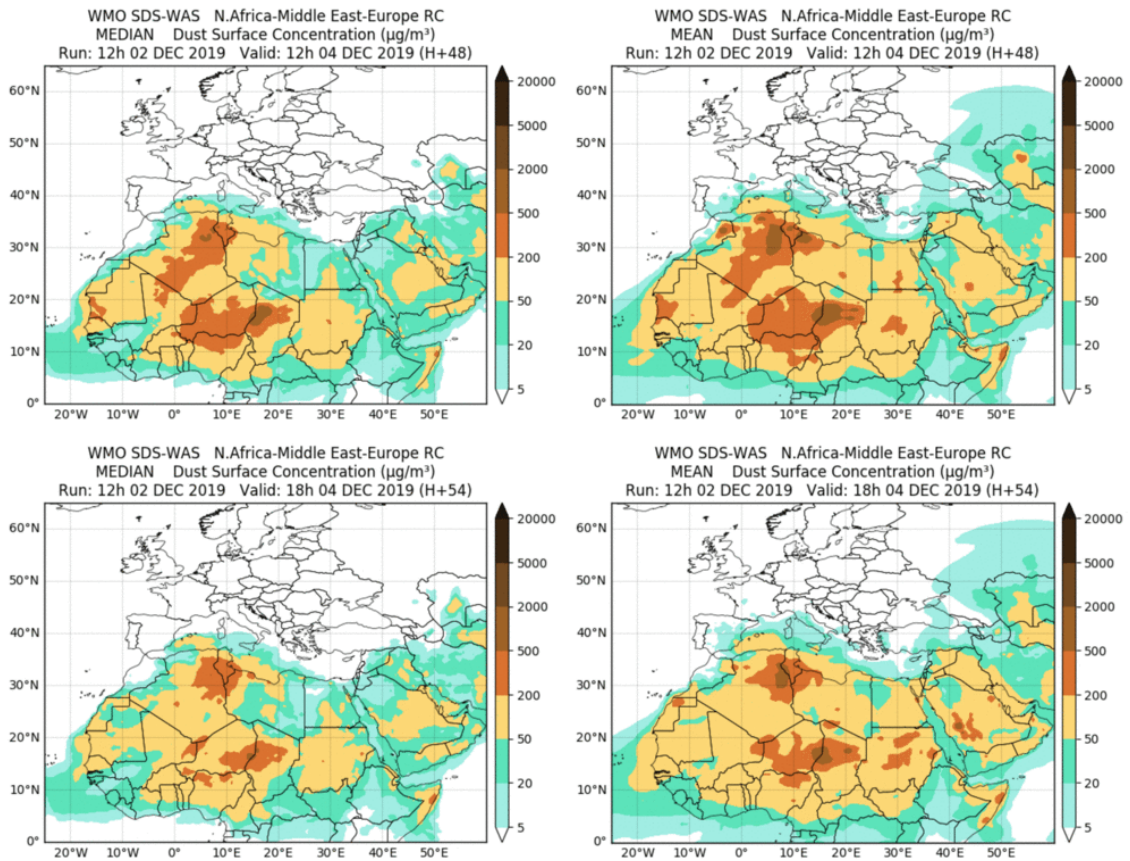 WMO SDS-WAS   N.Africa-Middle East-Europe RC
MEDIAN    Dust Surface Concentration (µg/m³)
Run: 12h 02 DEC 2019   Valid: 12h 04 DEC 2019 (H+48)
60°N
50°N
40°N
30°N
20°N
10°N
0°
20°W 10°W 0° 10°E 20°E 30°E 40°E 50°E
20000
5000
2000
500
200
50
20
5
WMO SDS-WAS   N.Africa-Middle East-Europe RC
MEAN    Dust Surface Concentration (µg/m³)
Run: 12h 02 DEC 2019   Valid: 12h 04 DEC 2019 (H+48)
60°N
50°N
40°N
30°N
20°N
10°N
0°
20°W 10°W 0° 10°E 20°E 30°E 40°E 50°E
20000
5000
2000
500
200
50
20
5
WMO SDS-WAS   N.Africa-Middle East-Europe RC
MEDIAN    Dust Surface Concentration (µg/m³)
Run: 12h 02 DEC 2019   Valid: 18h 04 DEC 2019 (H+54)
60°N
50°N
40°N
30°N
20°N
10°N
0°
20°W 10°W 0° 10°E 20°E 30°E 40°E 50°E
20000
5000
2000
500
200
50
20
5
WMO SDS-WAS   N.Africa-Middle East-Europe RC
MEAN    Dust Surface Concentration (µg/m³)
Run: 12h 02 DEC 2019   Valid: 18h 04 DEC 2019 (H+54)
60°N
50°N
40°N
30°N
20°N
10°N
0°
20°W 10°W 0° 10°E 20°E 30°E 40°E 50°E
20000
5000
2000
500
200
50
20
5